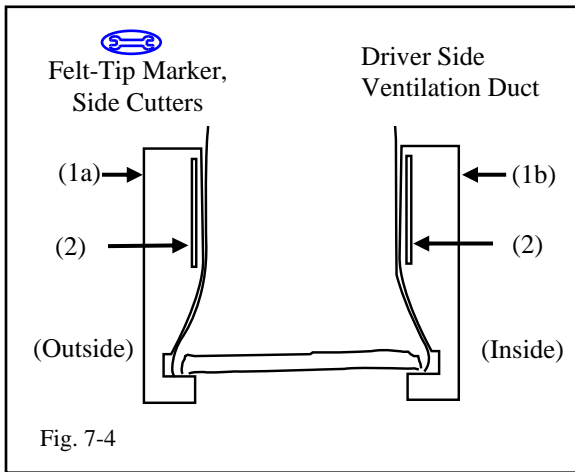 Felt-Tip Marker,
Side Cutters
Driver Side
Ventilation Duct
(1a)
(1b)
(2)
(2)
(Outside)
(Inside)
Fig. 7-4